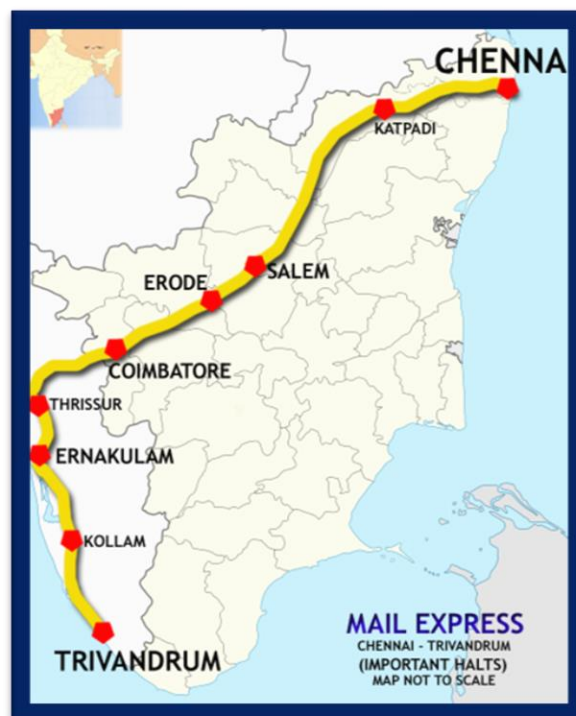 CHENNA
KATPADI
SALEM
ERODE
COIMBATORE
THRISSUR
ERNAKULAM
KOLLAM
TRIVANDRUM
MAIL EXPRESS
CHENNAI - TRIVANDRUM
(IMPORTANT HALTS)
MAP NOT TO SCALE